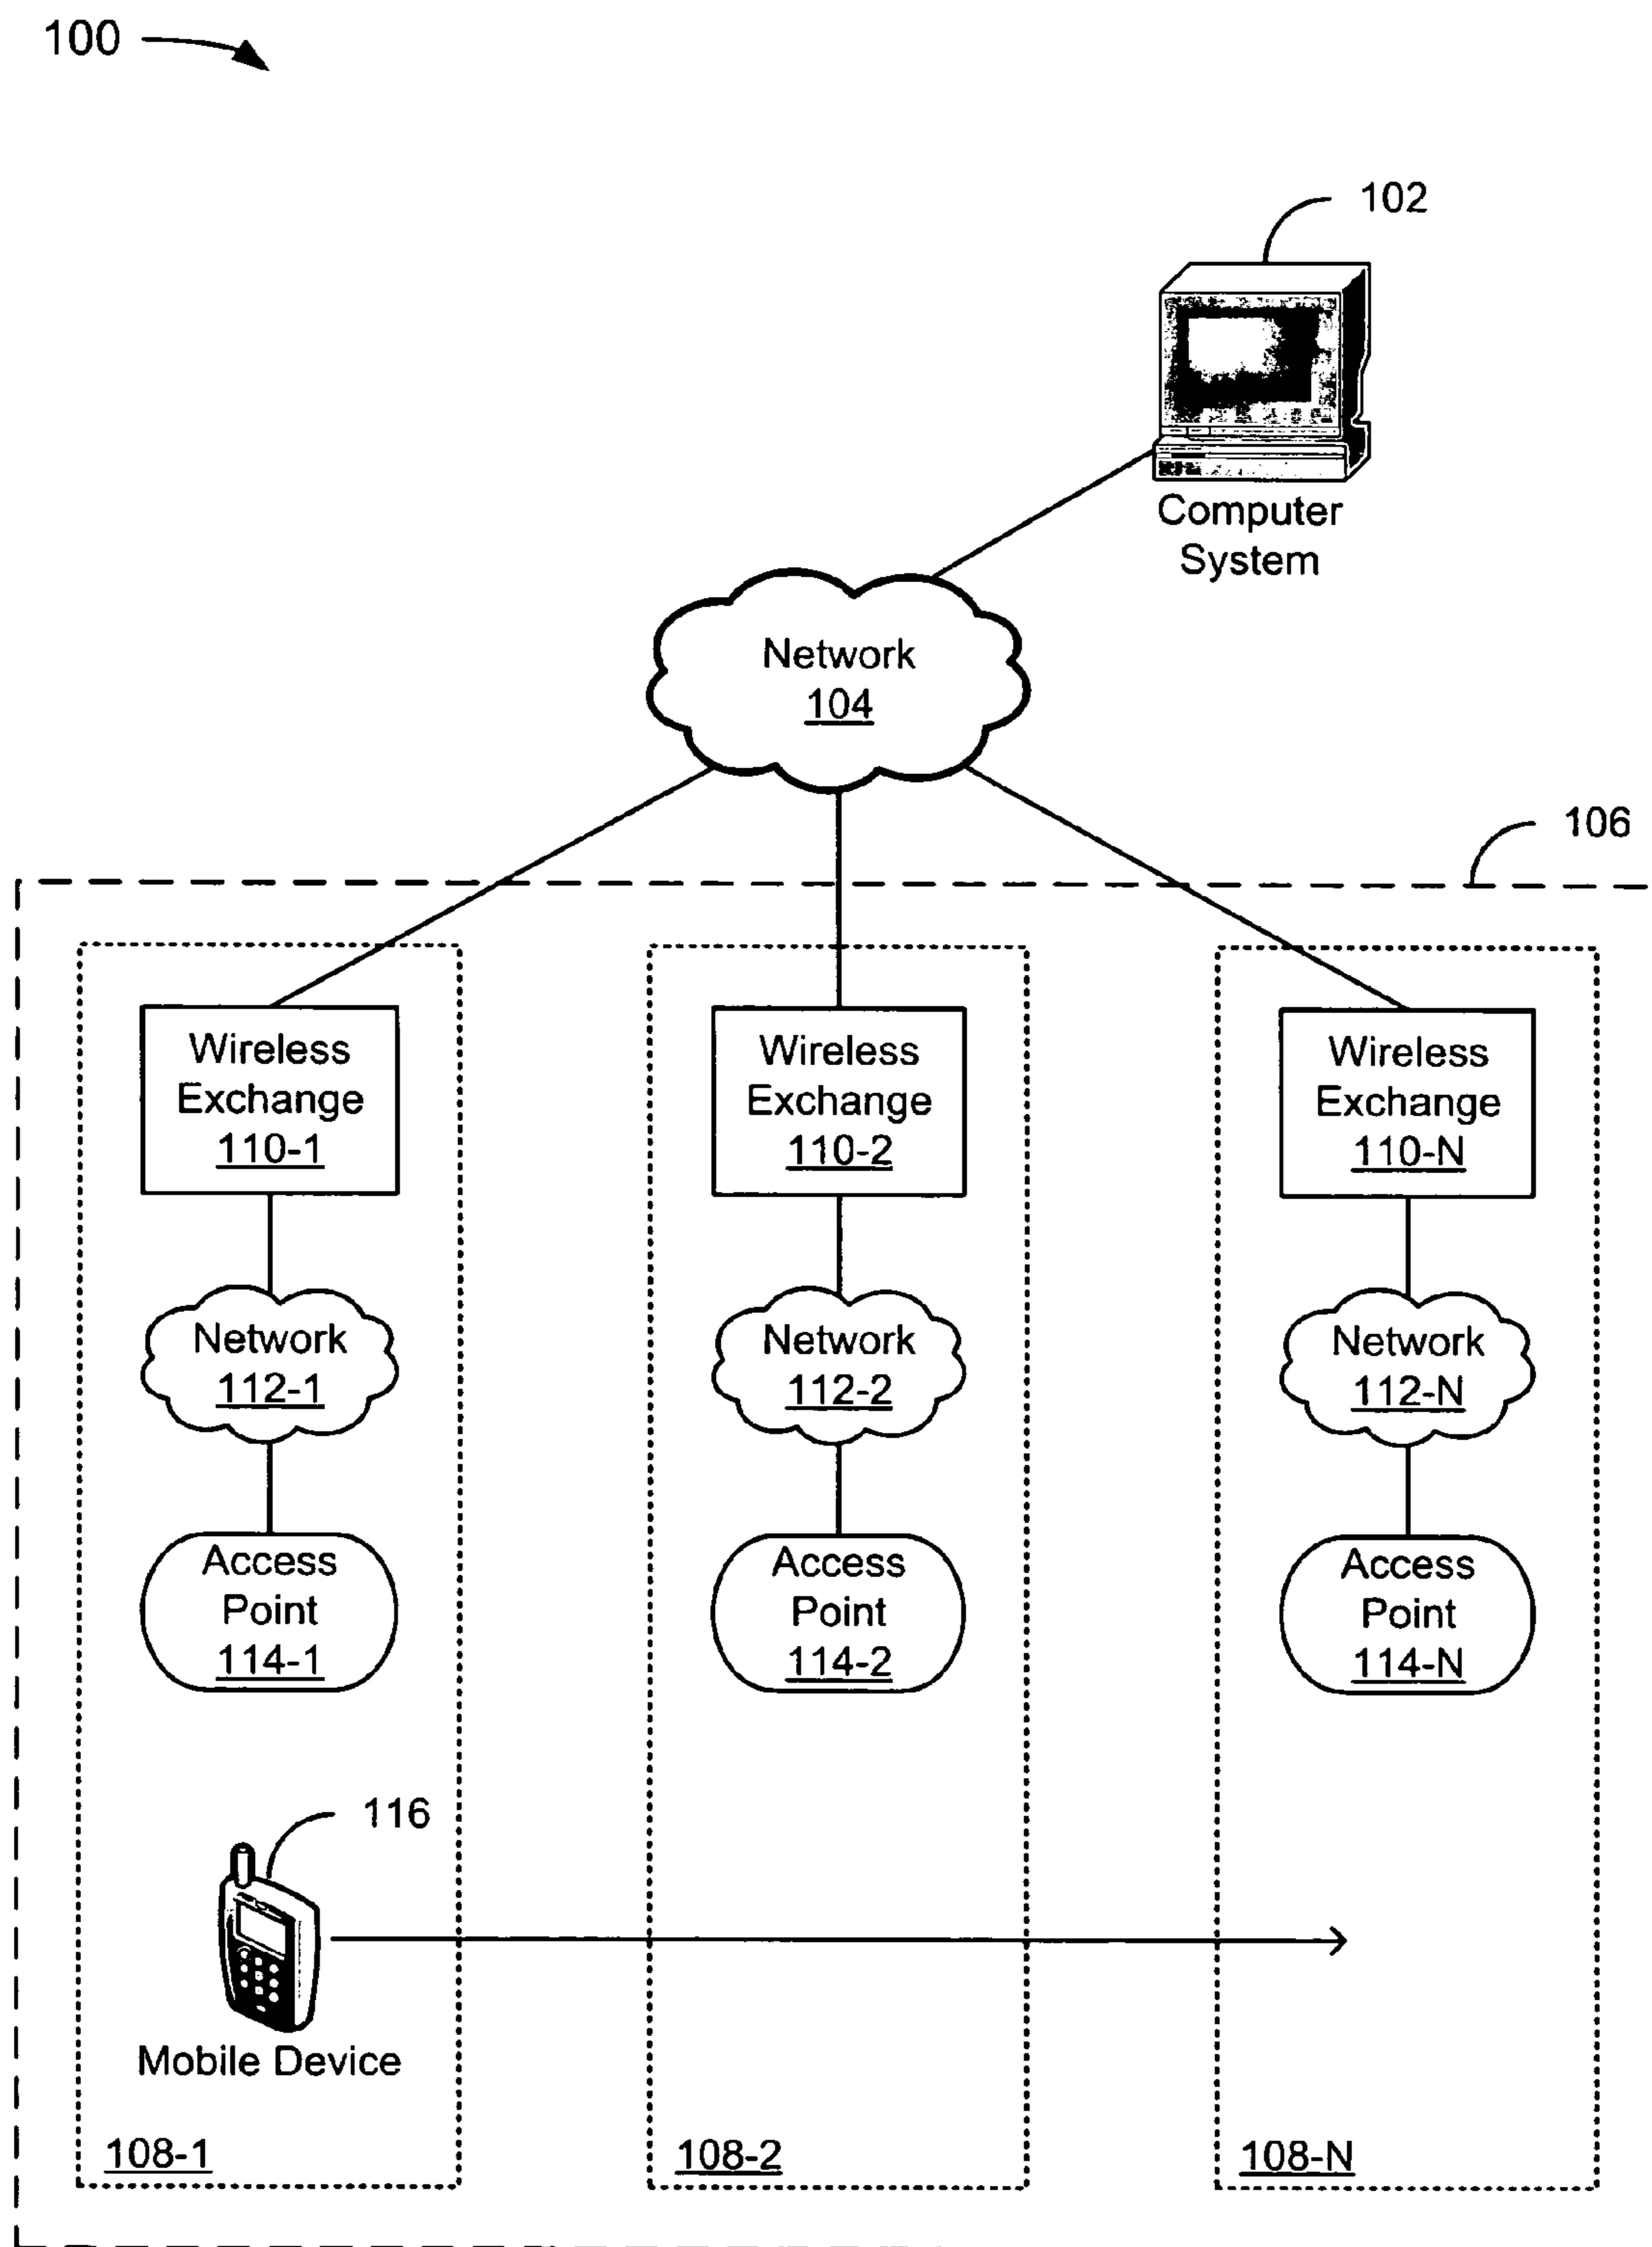 100
102
Computer
System
Network
104
106
Wireless
Exchange
110-1
Wireless
Exchange
110-2
Wireless
Exchange
110-N
Network
112-1
Network
112-2
Network
112-N
Access
Point
114-1
Access
Point
114-2
Access
Point
114-N
116
Mobile Device
108-1
108-2
108-N